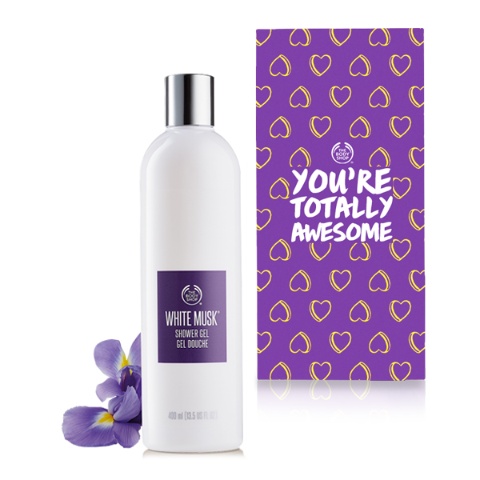 THE
BODY
SHOP
WHITE MUSK®
SHOWER GEL
GEL DOUCHE
400 ml
THE
BODY
SHOP
YOU'RE
TOTALLY
AWESOME